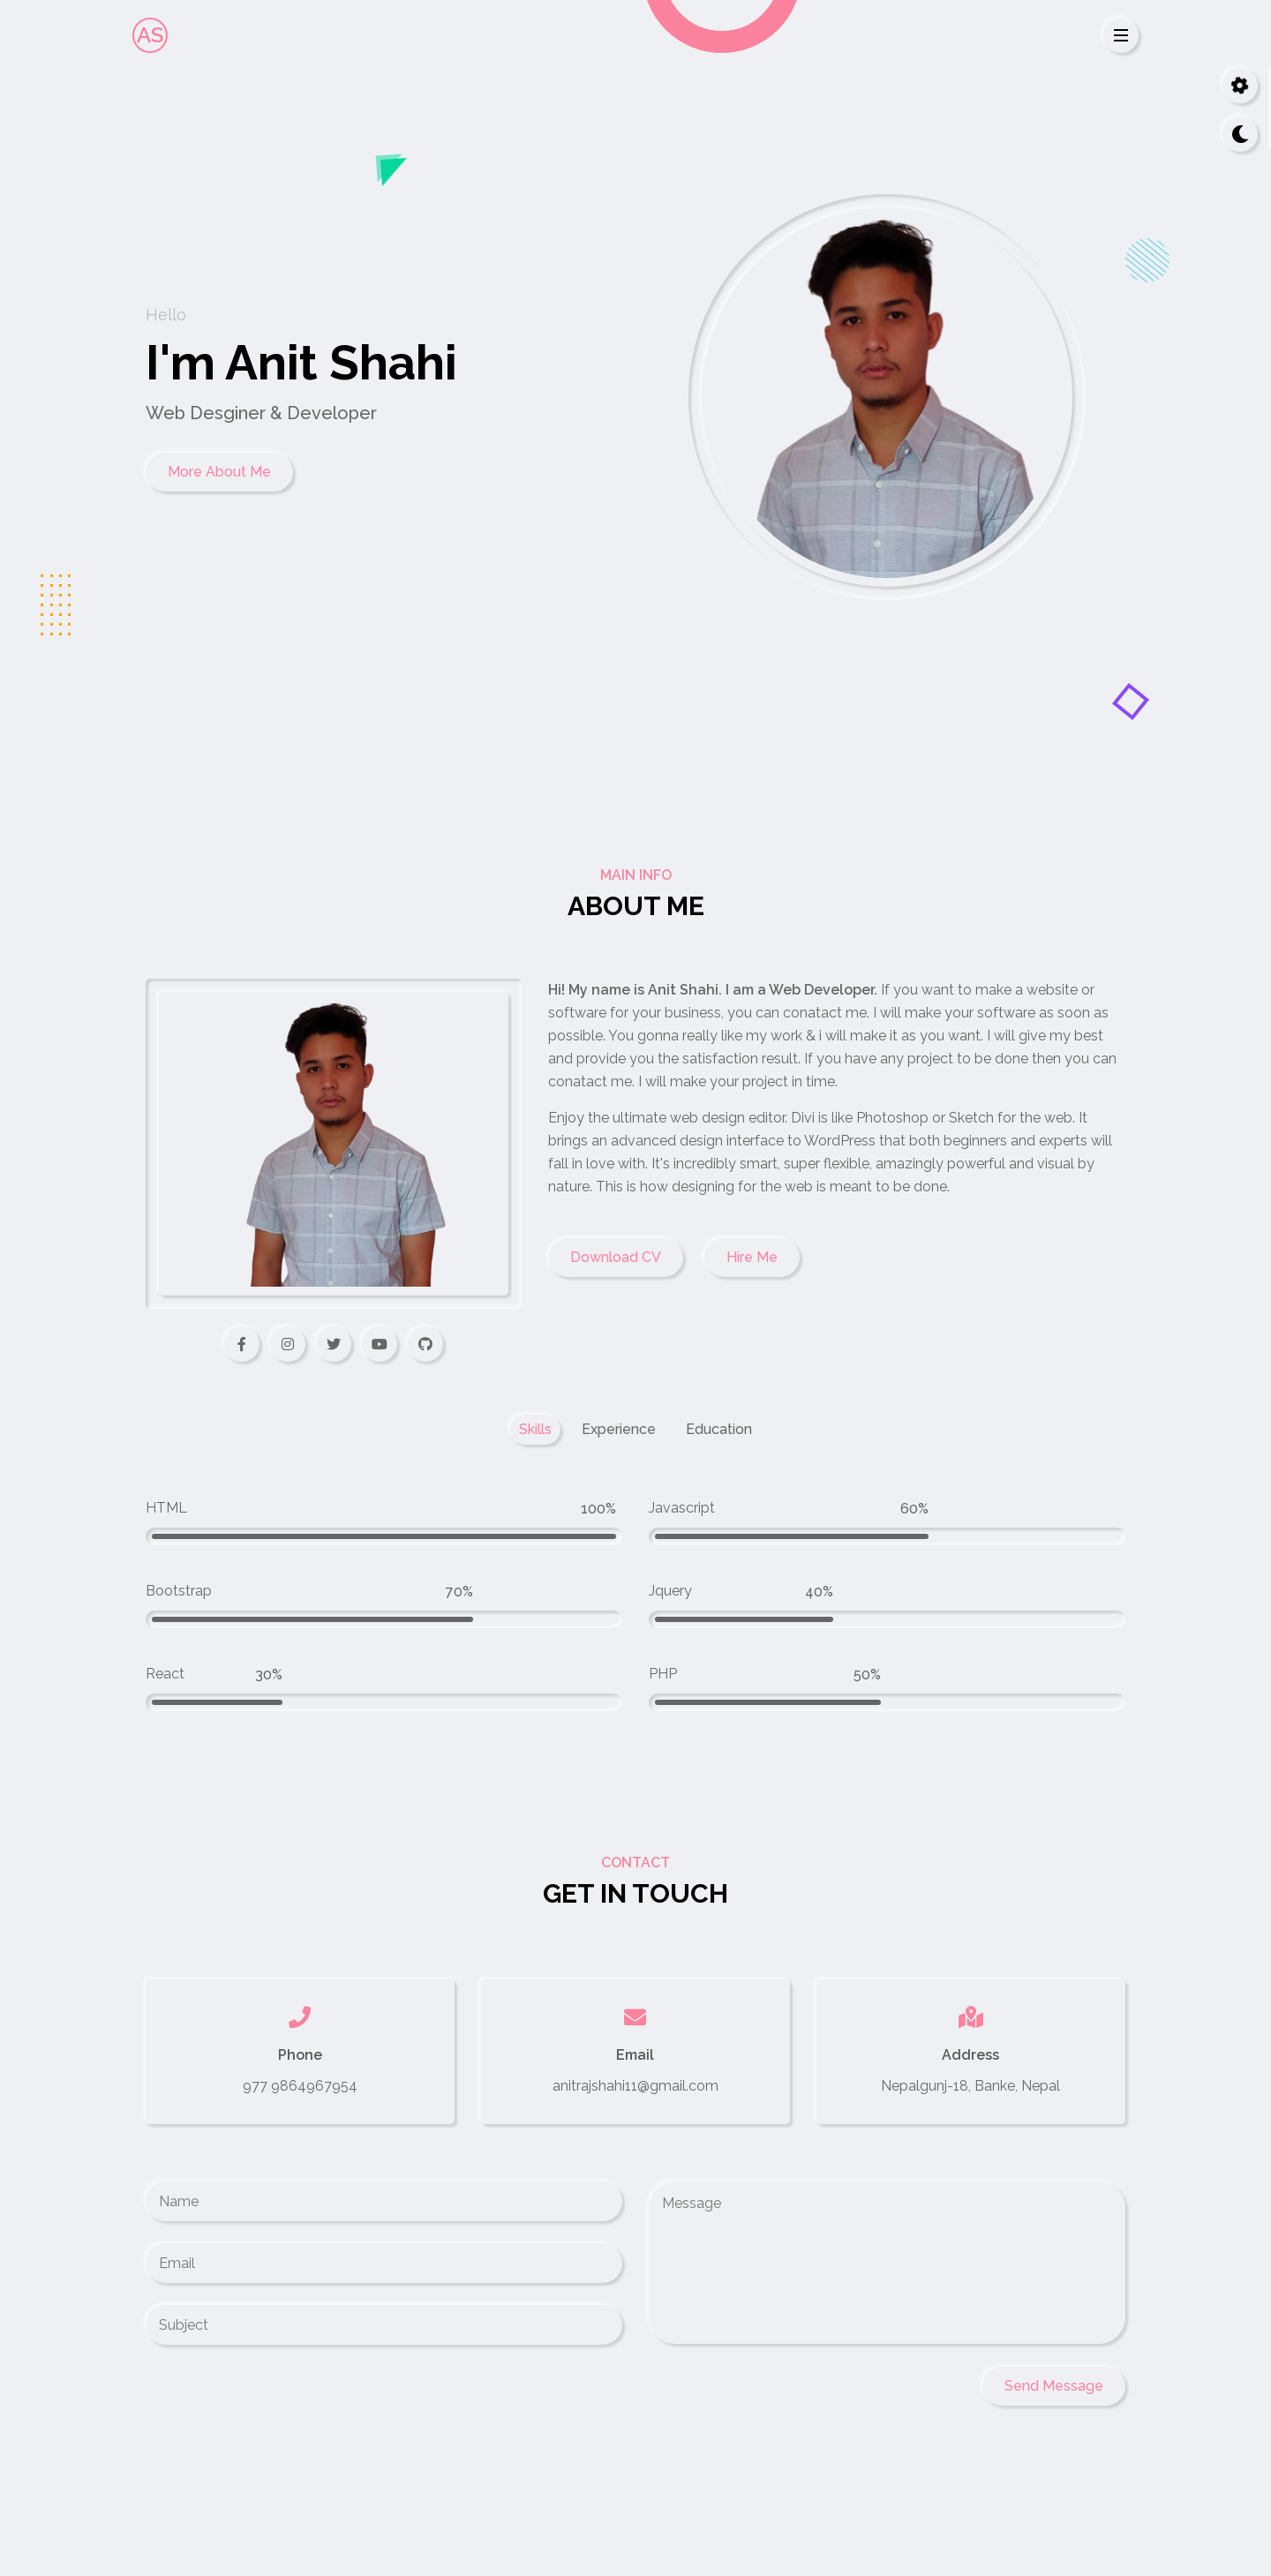 AS
Hello
I'm Anit Shahi
Web Desginer & Developer
More About Me
MAIN INFO
ABOUT ME
Hi! My name is Anit Shahi. I am a Web Developer. If you want to make a website or
software for your business, you can conatact me. I will make your software as soon as
possible. You gonna really like my work & i will make it as you want. I will give my best
and provide you the satisfaction result. If you have any project to be done then you can
conatact me. I will make your project in time.
Enjoy the ultimate web design editor. Divi is like Photoshop or Sketch for the web. It
brings an advanced design interface to WordPress that both beginners and experts will
fall in love with. It's incredibly smart, super flexible, amazingly powerful and visual by
nature. This is how designing for the web is meant to be done.
Download CV Hire Me
Skills Experience Education
HTML 100%
Javascript 60%
Bootstrap 70%
Jquery 40%
React 30%
PHP 50%
CONTACT
GET IN TOUCH
Phone
977 9864967954
Email
anitrajshahi11@gmail.com
Address
Nepalgunj-18, Banke, Nepal
Name
Email
Subject
Message
Send Message